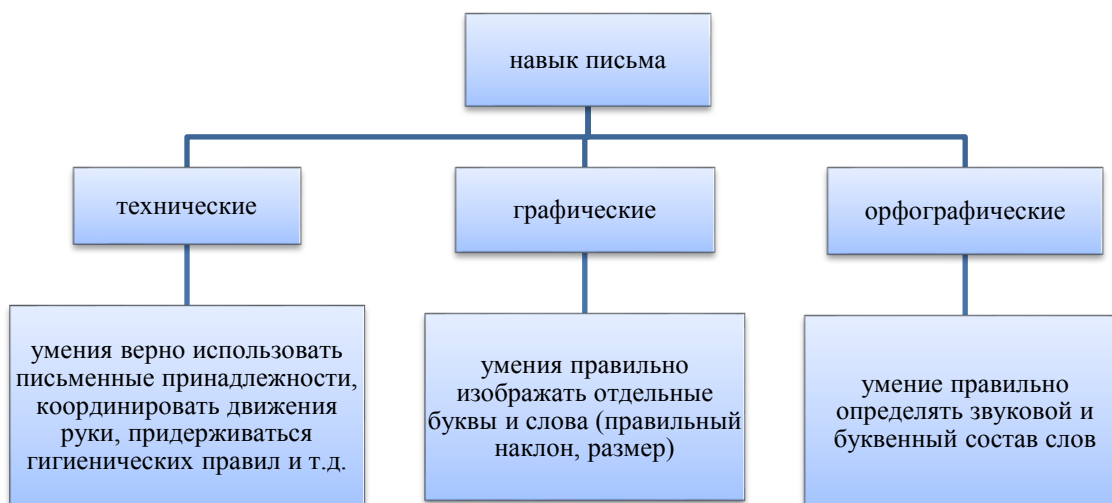 навык письма
технические
графические
орфографические
умения верно использовать
письменные принадлежности,
координировать движения
руки, придерживаться
гигиенических правил и т.д.
умения правильно
изображать отдельные
буквы и слова (правильный
наклон, размер)
умение правильно
определять звуковой и
буквенный состав слов